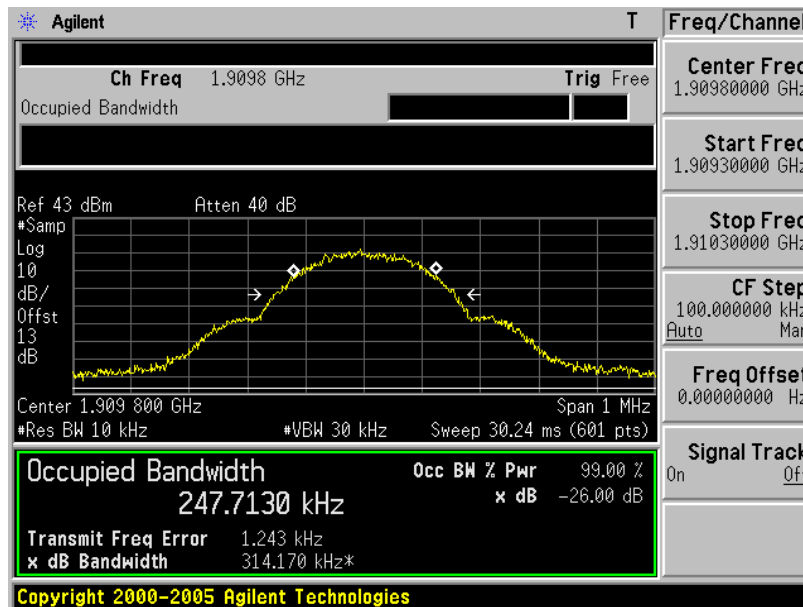 Agilent
T
Freq/Channel
Ch Freq 1.9098 GHz
Trig Free
Occupied Bandwidth
Center Freq
1.90980000 GHz
Start Freq
1.90930000 GHz
Stop Freq
1.91030000 GHz
CF Step
100.000000 kHz
Auto Man
Freq Offset
0.00000000 Hz
Signal Track
On Off
Ref 43 dBm
Atten 40 dB
#Samp
Log
10
dB/
Offst
13
dB
Center 1.909 800 GHz
Span 1 MHz
#Res BW 10 kHz
#VBW 30 kHz
Sweep 30.24 ms (601 pts)
Occupied Bandwidth
247.7130 kHz
Occ BW % Pwr 99.00 %
x dB -26.00 dB
Transmit Freq Error 1.243 kHz
x dB Bandwidth 314.170 kHz*
Copyright 2000-2005 Agilent Technologies